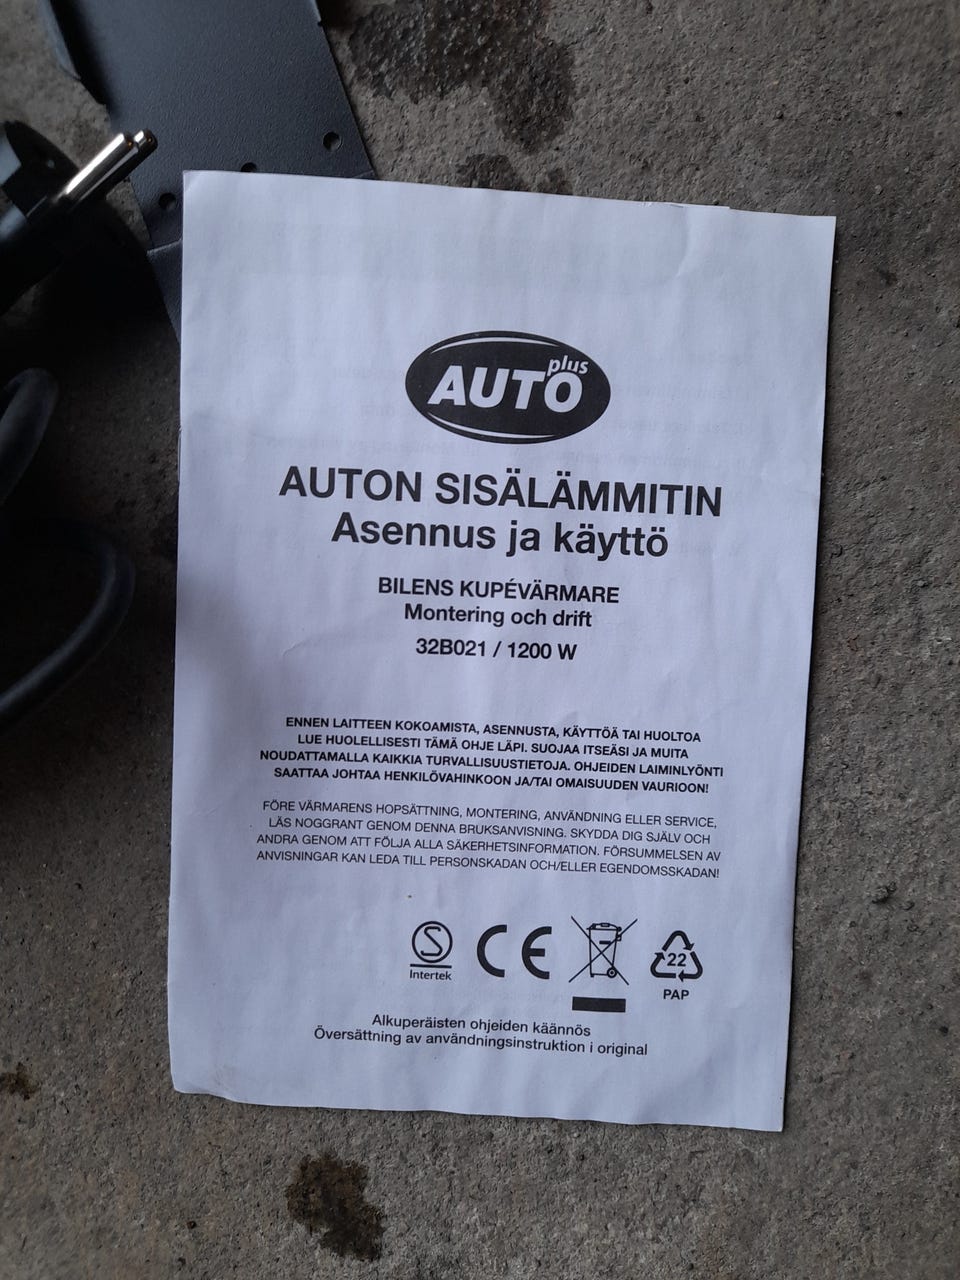 AUTO plus
AUTON SISÄLÄMMITIN
Asennus ja käyttö
BILENS KUPÉVÄRMARE
Montering och drift
32B021 / 1200 W
ENNEN LAITTEEN KOKOAMISTA, ASENNUSTA, KÄYTTÖÄ TAI HUOLTOA
LUE HUOLELLISESTI TÄMÄ OHJE LÄPI. SUOJAA ITSEÄSI JA MUITA
NOUDATTAMALLA KAIKKIA TURVALLISUUSTIETOJA. OHJEIDEN LAIMINLYÖNTI
SAATTAA JOHTAA HENKILÖVAHINKOON JA/TAI OMAISUUDEN VAURIOON!
FÖRE VÄRMARENS HOPSÄTTNING, MONTERING, ANVÄNDNING ELLER SERVICE,
LÄS NOGGRANT GENOM DENNA BRUKSANVISNING. SKYDDA DIG SJÄLV OCH
ANDRA GENOM ATT FÖLJA ALLA SÄKERHETSINFORMATION. FÖRSUMMELSEN AV
ANVISNINGAR KAN LEDA TILL PERSONSKADAN OCH/ELLER EGENDOMSSKADAN!
S
Intertek
CE
22
PAP
Alkuperäisten ohjeiden käännös
Översättning av användningsinstruktion i original